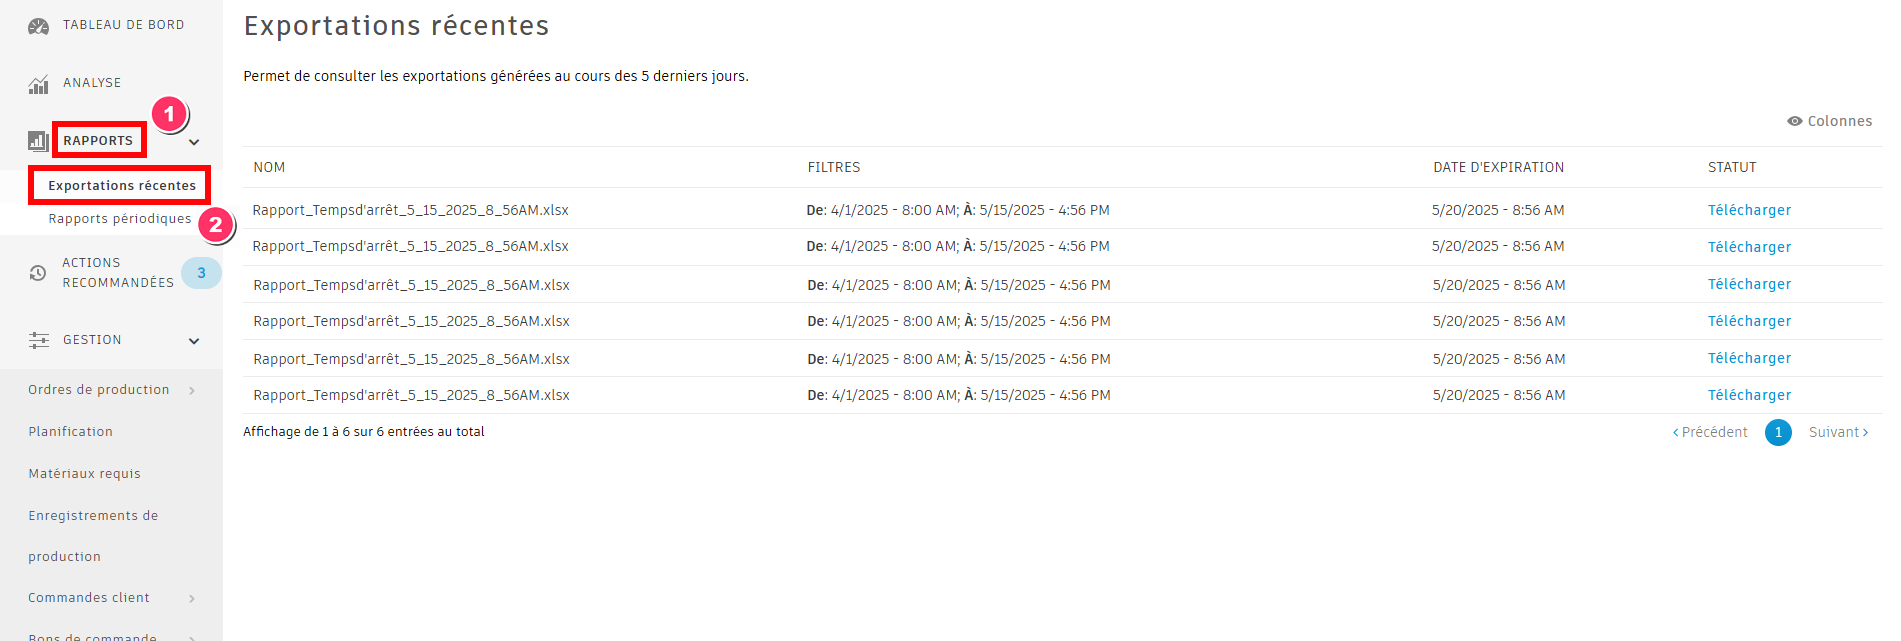 TABLEAU DE BORD
ANALYSE
1
RAPPORTS
Exportations récentes
Rapports périodiques
2
ACTIONS
RECOMMANDÉES
3
GESTION
Ordres de production
Planification
Matériaux requis
Enregistrements de
production
Commandes client
Bons de commande
Exportations récentes
Permet de consulter les exportations générées au cours des 5 derniers jours.
Colonnes
NOM FILTRES DATE D'EXPIRATION STATUT
Rapport_Tempsd'arrêt_5_15_2025_8_56AM.xlsx De: 4/1/2025 - 8:00 AM; À: 5/15/2025 - 4:56 PM 5/20/2025 - 8:56 AM Télécharger
Rapport_Tempsd'arrêt_5_15_2025_8_56AM.xlsx De: 4/1/2025 - 8:00 AM; À: 5/15/2025 - 4:56 PM 5/20/2025 - 8:56 AM Télécharger
Rapport_Tempsd'arrêt_5_15_2025_8_56AM.xlsx De: 4/1/2025 - 8:00 AM; À: 5/15/2025 - 4:56 PM 5/20/2025 - 8:56 AM Télécharger
Rapport_Tempsd'arrêt_5_15_2025_8_56AM.xlsx De: 4/1/2025 - 8:00 AM; À: 5/15/2025 - 4:56 PM 5/20/2025 - 8:56 AM Télécharger
Rapport_Tempsd'arrêt_5_15_2025_8_56AM.xlsx De: 4/1/2025 - 8:00 AM; À: 5/15/2025 - 4:56 PM 5/20/2025 - 8:56 AM Télécharger
Rapport_Tempsd'arrêt_5_15_2025_8_56AM.xlsx De: 4/1/2025 - 8:00 AM; À: 5/15/2025 - 4:56 PM 5/20/2025 - 8:56 AM Télécharger
Affichage de 1 à 6 sur 6 entrées au total
‹ Précédent 1 Suivant ›